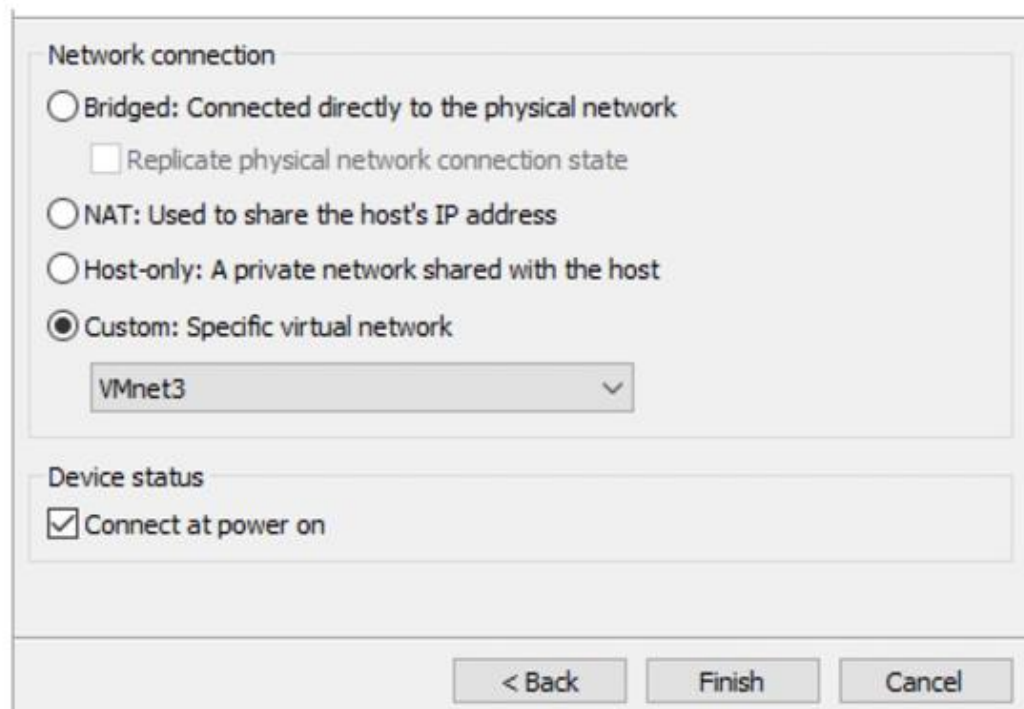 Network connection
Bridged: Connected directly to the physical network
Replicate physical network connection state
NAT: Used to share the host's IP address
Host-only: A private network shared with the host
Custom: Specific virtual network
VMnet3
Device status
Connect at power on
< Back Finish Cancel